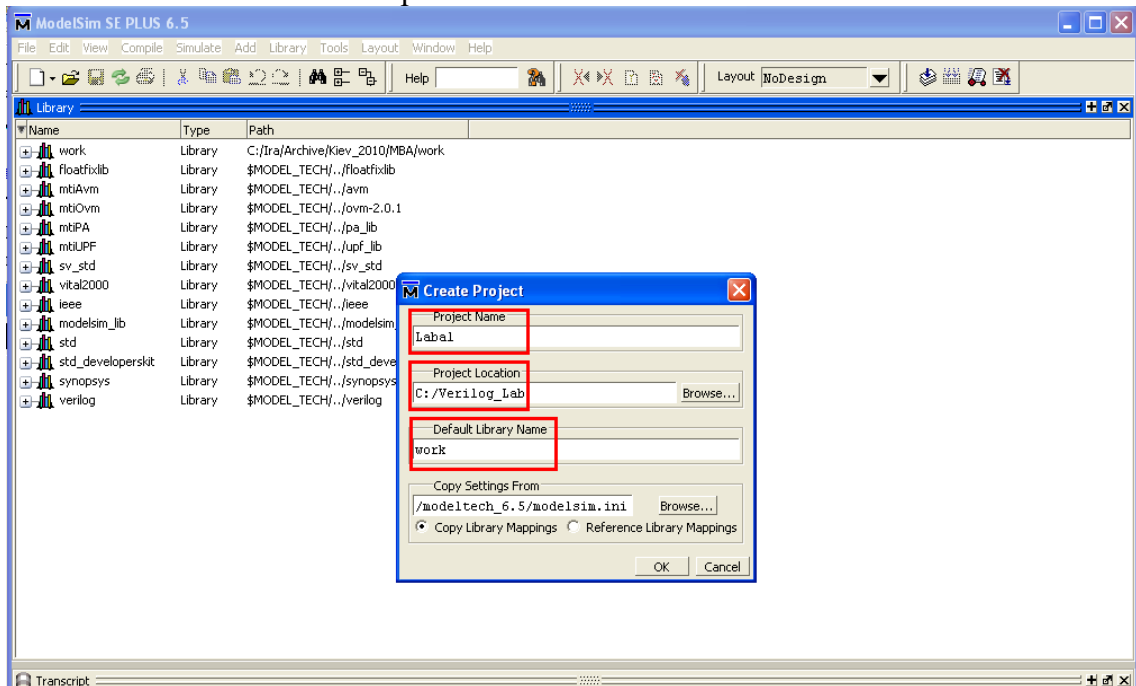 ModelSim SE PLUS 6.5
File Edit View Compile Simulate Add Library Tools Layout Window Help
Help Layout NoDesign
Library
Name Type Path
work Library C:/Ira/Archive/Kiev_2010/MBA/work
floatfixlib Library $MODEL_TECH/../floatfixlib
mtiAvm Library $MODEL_TECH/../avm
mtiOvm Library $MODEL_TECH/../ovm-2.0.1
mtiPA Library $MODEL_TECH/../pa_lib
mtiUPF Library $MODEL_TECH/../upf_lib
sv_std Library $MODEL_TECH/../sv_std
vital2000 Library $MODEL_TECH/../vital2000
ieee Library $MODEL_TECH/../ieee
modelsim_lib Library $MODEL_TECH/../modelsim_
std Library $MODEL_TECH/../std
std_developerskit Library $MODEL_TECH/../std_deve
synopsys Library $MODEL_TECH/../synopsys
verilog Library $MODEL_TECH/../verilog
Create Project
Project Name
Laba1
Project Location
C:/Verilog_Lab Browse...
Default Library Name
work
Copy Settings From
/modeltech_6.5/modelsim.ini Browse...
Copy Library Mappings Reference Library Mappings
OK Cancel
Transcript